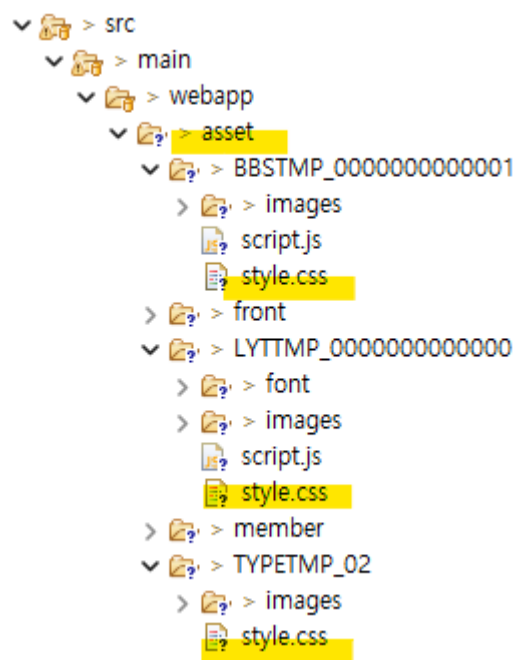 > src
> main
> webapp
> asset
> BBSTMP_0000000000001
> images
script.js
style.css
> front
> LYTTMP_0000000000000
> font
> images
script.js
style.css
> member
> TYPETMP_02
> images
style.css